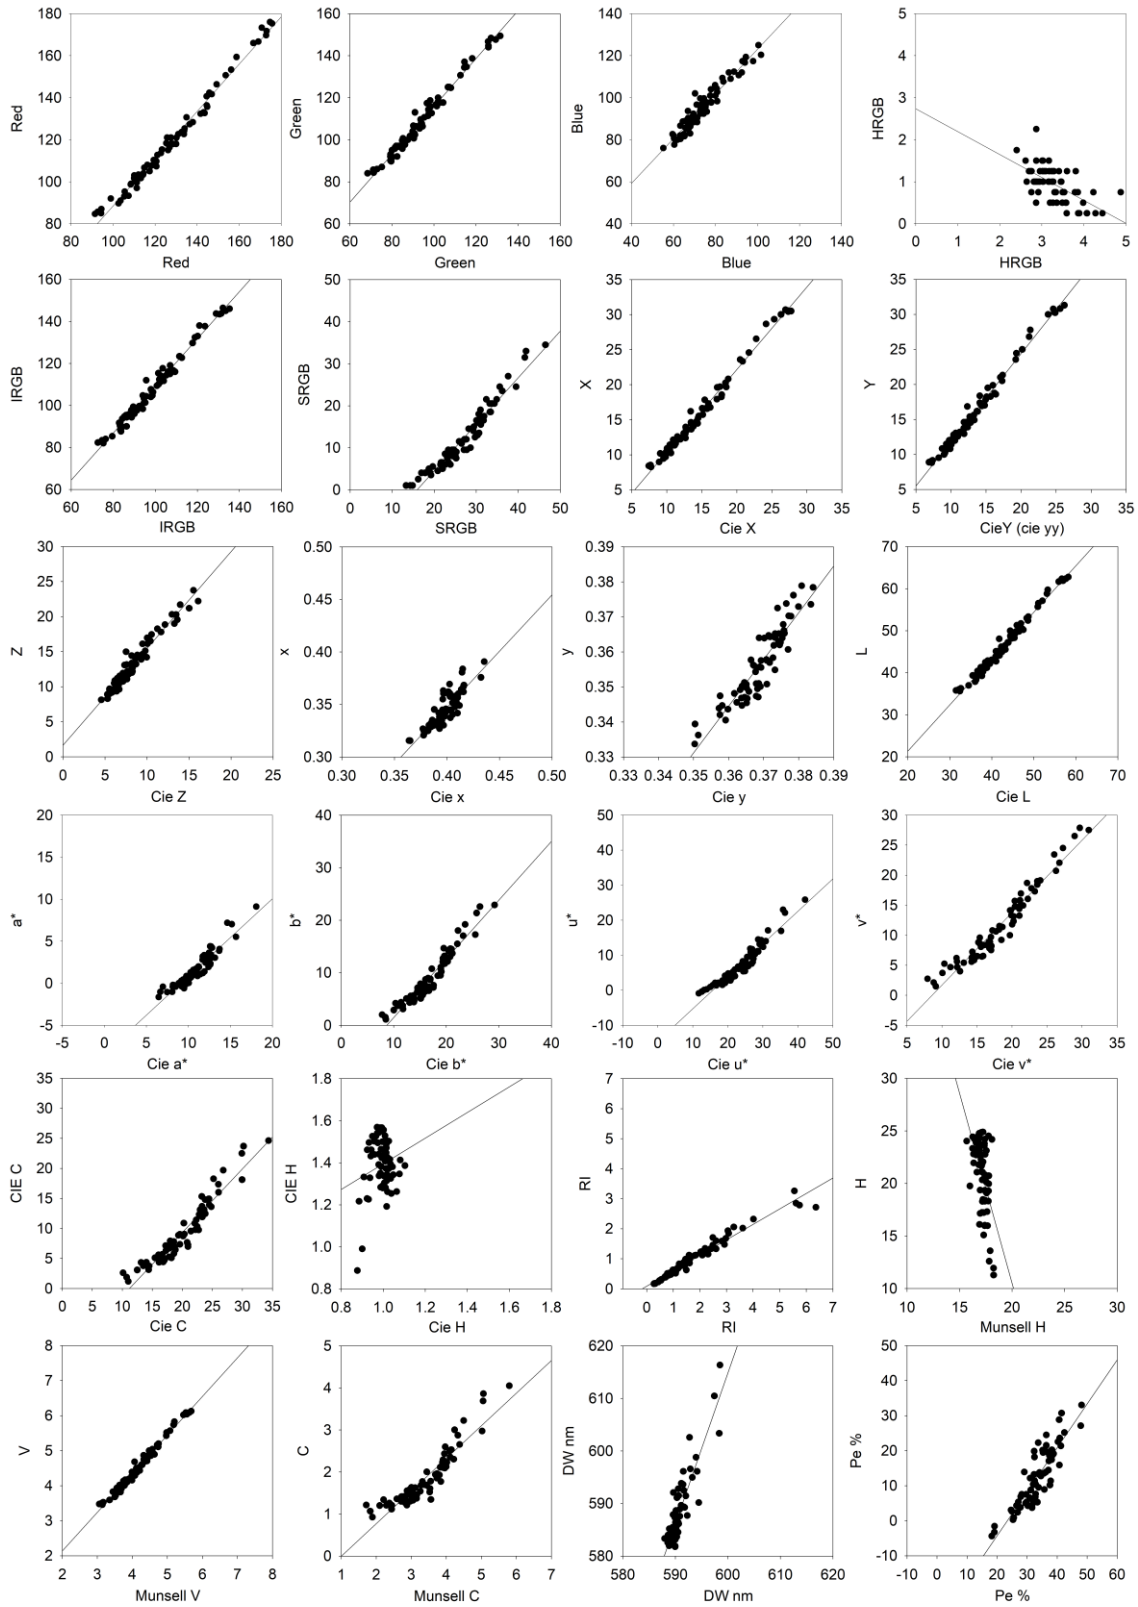 180
160
140
120
100
80
Red
60 80 100 120 140 160 180
Red
160
140
120
100
80
60
Green
60 80 100 120 140 160
Green
140
120
100
80
60
40
Blue
40 60 80 100 120 140
Blue
5
4
3
2
1
0
HRGB
0 1 2 3 4 5
HRGB
160
140
120
100
80
60
IRGB
60 80 100 120 140 160
IRGB
50
40
30
20
10
0
SRGB
0 10 20 30 40 50
SRGB
35
30
25
20
15
10
5
X
5 10 15 20 25 30 35
Cie X
35
30
25
20
15
10
5
Y
5 10 15 20 25 30 35
CieY (cie yy)
30
25
20
15
10
5
0
Z
0 5 10 15 20 25
Cie Z
0.50
0.45
0.40
0.35
0.30
x
0.30 0.35 0.40 0.45 0.50
Cie x
0.39
0.38
0.37
0.36
0.35
0.34
0.33
y
0.33 0.34 0.35 0.36 0.37 0.38 0.39
Cie y
70
60
50
40
30
20
L
20 30 40 50 60 70
Cie L
20
15
10
5
0
-5
a*
-5 0 5 10 15 20
Cie a*
40
30
20
10
0
b*
0 10 20 30 40
Cie b*
50
40
30
20
10
0
-10
u*
-10 0 10 20 30 40 50
Cie u*
30
25
20
15
10
5
0
-5
v*
5 10 15 20 25 30 35
Cie v*
35
30
25
20
15
10
5
0
CIE C
0 5 10 15 20 25 30 35
Cie C
1.8
1.6
1.4
1.2
1.0
0.8
CIE H
0.8 1.0 1.2 1.4 1.6 1.8
Cie H
7
6
5
4
3
2
1
0
RI
0 1 2 3 4 5 6 7
RI
30
25
20
15
10
H
10 15 20 25 30
Munsell H
8
7
6
5
4
3
2
V
2 3 4 5 6 7 8
Munsell V
5
4
3
2
1
0
C
1 2 3 4 5 6 7
Munsell C
620
610
600
590
580
DW nm
580 590 600 610 620
DW nm
50
40
30
20
10
0
-10
Pe %
-10 0 10 20 30 40 50 60
Pe %